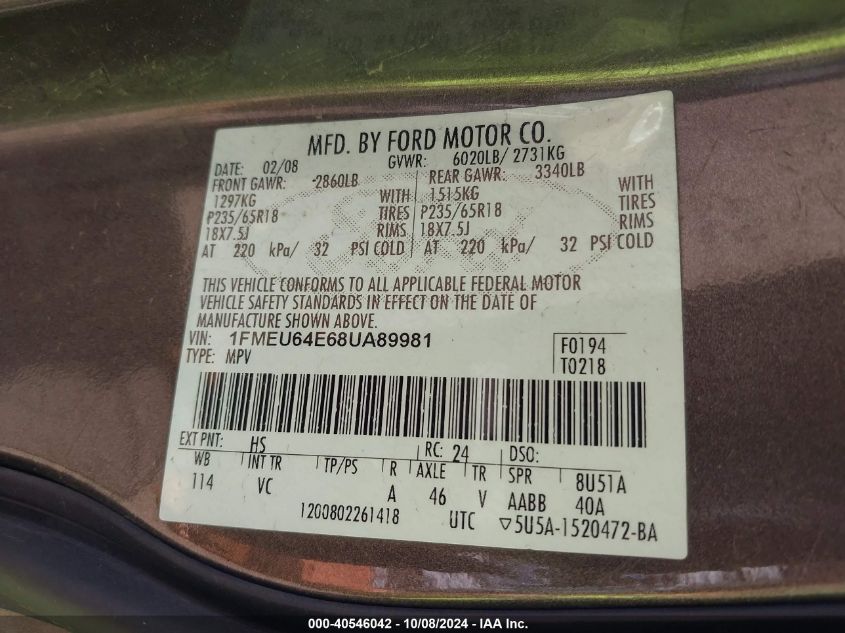 MFD. BY FORD MOTOR CO.
DATE: 02/08 GVWR: 6020LB/ 2731KG
FRONT GAWR: 2860LB REAR GAWR: 3340LB
1297KG WITH 1515KG WITH
P235/65R18 TIRES P235/65R18 TIRES
18X7.5J RIMS 18X7.5J RIMS
AT 220 kPa/ 32 PSI COLD AT 220 kPa/ 32 PSI COLD
THIS VEHICLE CONFORMS TO ALL APPLICABLE FEDERAL MOTOR
VEHICLE SAFETY STANDARDS IN EFFECT ON THE DATE OF
MANUFACTURE SHOWN ABOVE.
VIN: 1FMEU64E68UA89981 F0194
TYPE: MPV T0218
EXT PNT: HS RC: 24 DSO:
WB INT TR TP/PS R AXLE TR SPR 8U51A
114 VC A 46 V AABB 40A
1200802261418 UTC ▽5U5A-1520472-BA
000-40546042 - 10/08/2024 - IAA Inc.